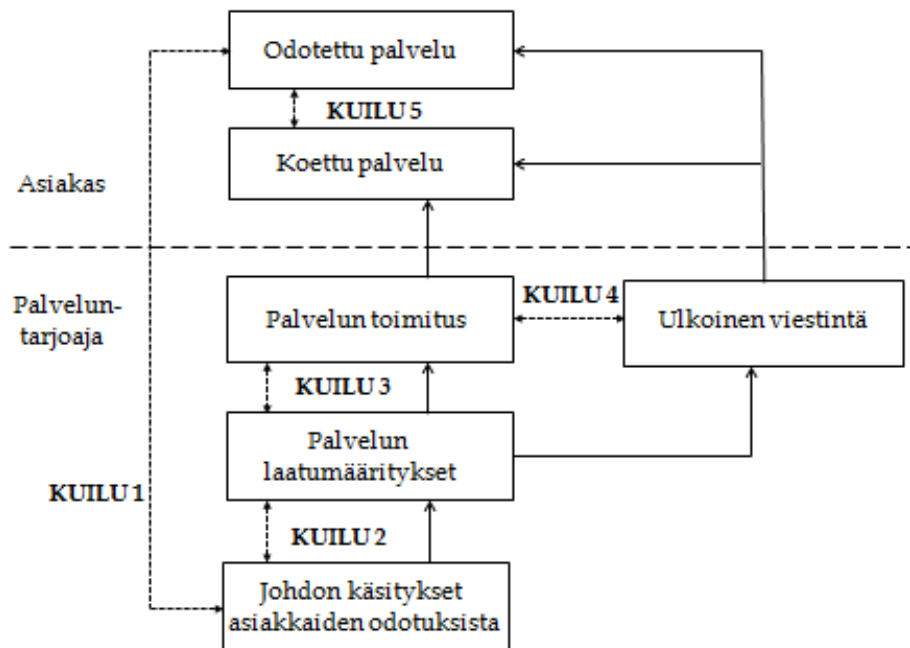 Odotettu palvelu
KUILU 5
Koettu palvelu
Asiakas
Palvelun-
tarjoaja
Palvelun toimitus
KUILU 4
Ulkoinen viestintä
KUILU 3
Palvelun
laatumääritykset
KUILU 1
KUILU 2
Johdon käsitykset
asiakkaiden odotuksista